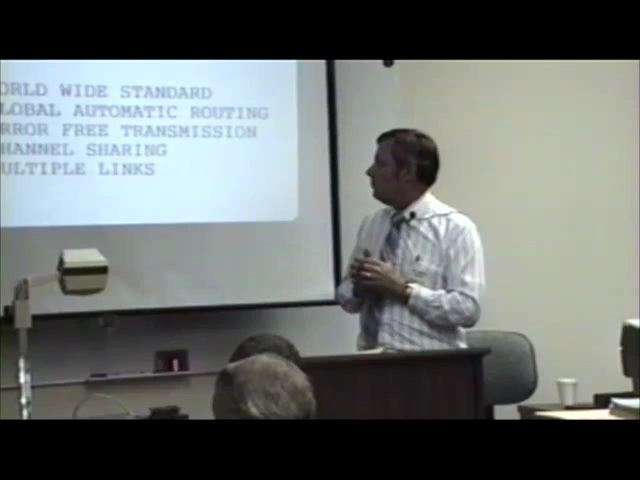 ORLD WIDE STANDARD
LOBAL AUTOMATIC ROUTING
RROR FREE TRANSMISSION
HANNEL SHARING
ULTIPLE LINKS